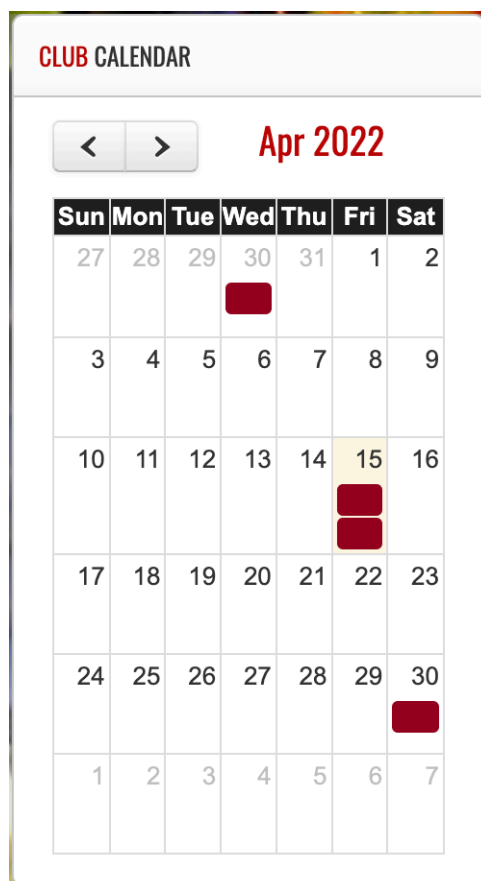 CLUB CALENDAR
Apr 2022
Sun Mon Tue Wed Thu Fri Sat
27 28 29 30 31 1 2
3 4 5 6 7 8 9
10 11 12 13 14 15 16
17 18 19 20 21 22 23
24 25 26 27 28 29 30
1 2 3 4 5 6 7